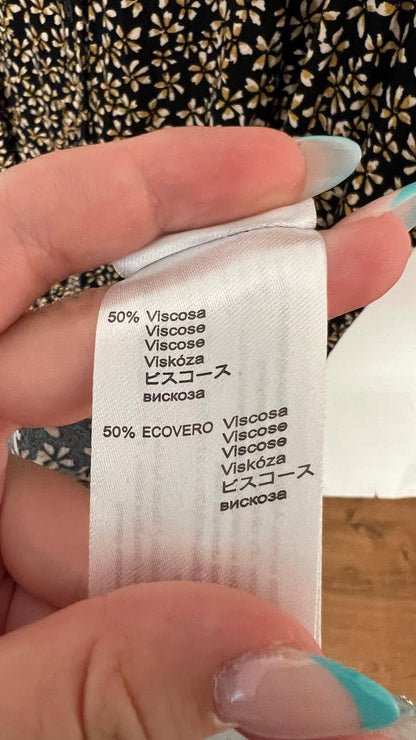 50% Viscosa
Viscose
Viscose
Viskóza
ビスコース
вискоза
50% ECOVERO Viscosa
Viscose
Viscose
Viskóza
ビスコース
вискоза